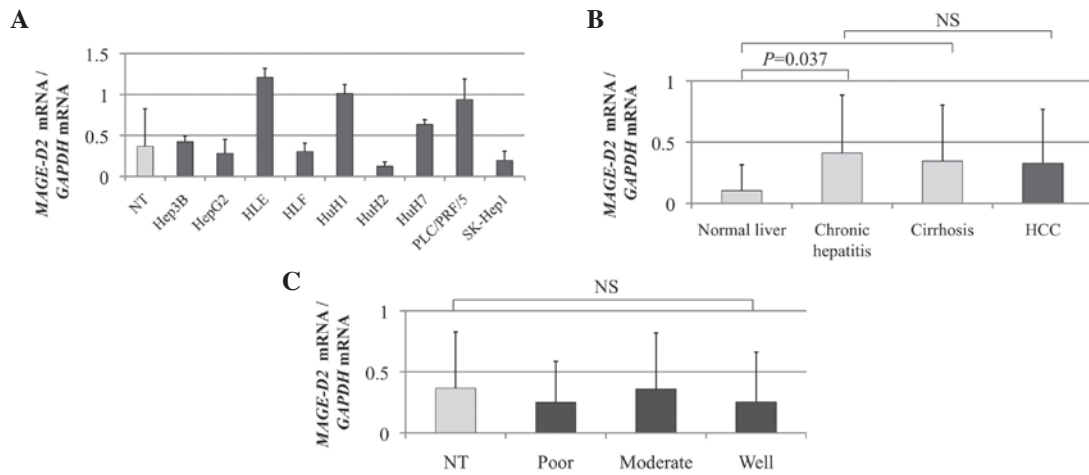 A
MAGE-D2 mRNA /
GAPDH mRNA
1.5
1
0.5
0
NT
Hep3B
HepG2
HLE
HLF
HuH1
HuH2
HuH7
PLC/PRF/5
SK-Hep1
B
NS
P=0.037
MAGE-D2 mRNA /
GAPDH mRNA
1
0.5
0
Normal liver
Chronic
hepatitis
Cirrhosis
HCC
C
NS
MAGE-D2 mRNA /
GAPDH mRNA
1
0.5
0
NT
Poor
Moderate
Well